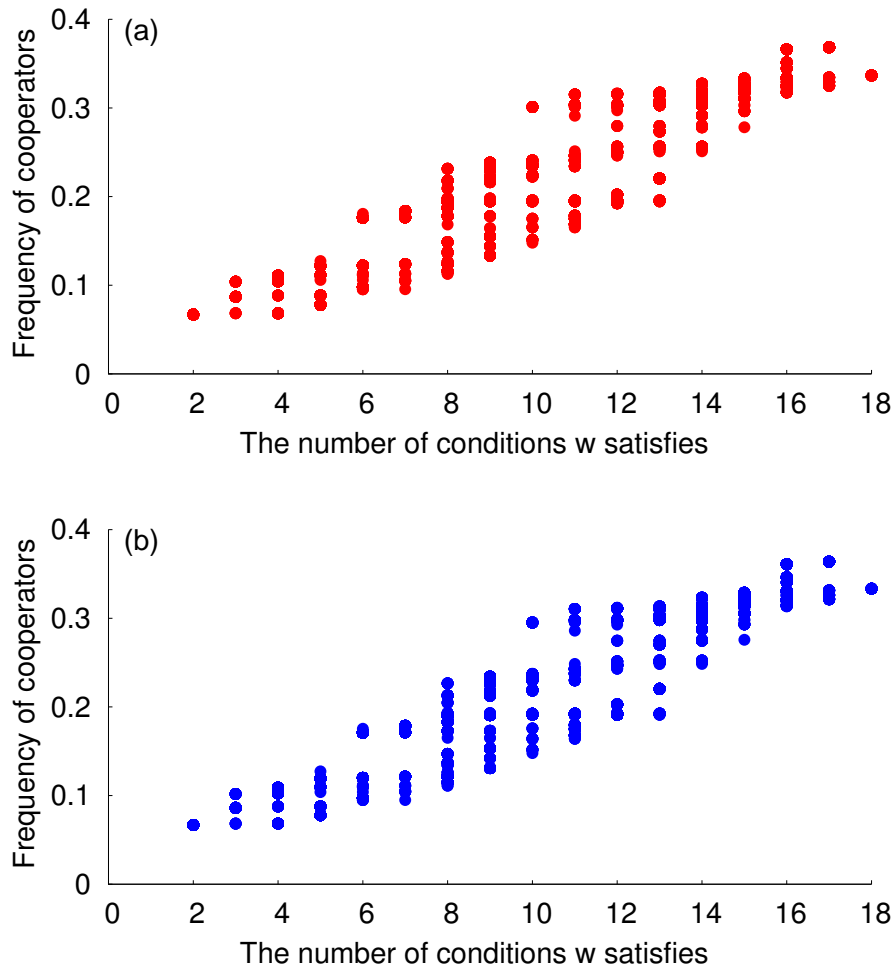 (a)
Frequency of cooperators
0.4
0.3
0.2
0.1
0
0 2 4 6 8 10 12 14 16 18
The number of conditions w satisfies
(b)
Frequency of cooperators
0.4
0.3
0.2
0.1
0
0 2 4 6 8 10 12 14 16 18
The number of conditions w satisfies